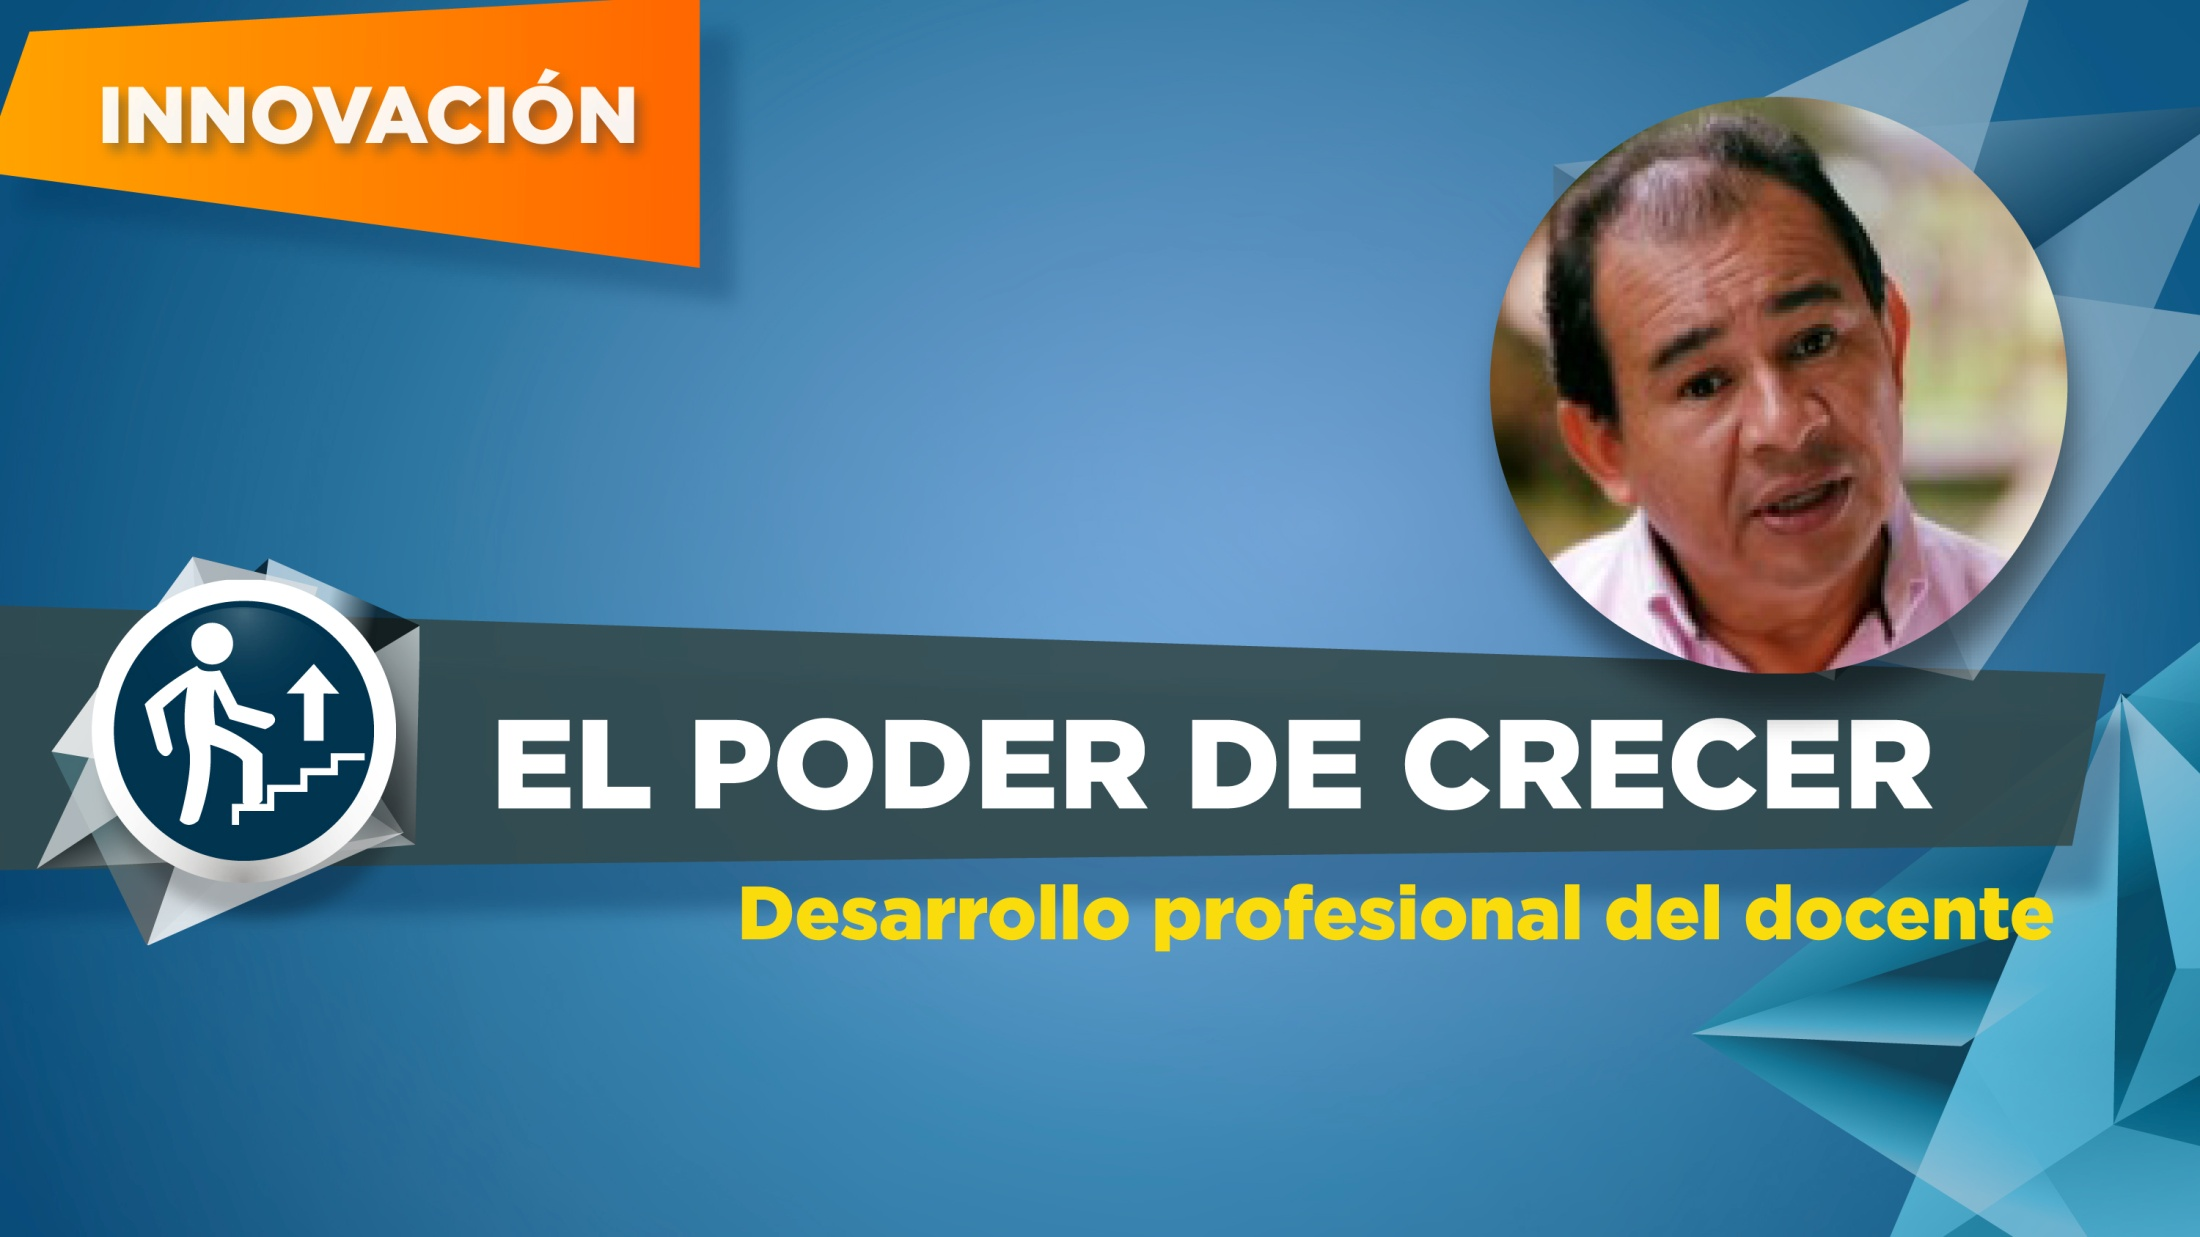 INNOVACIÓN
EL PODER DE CRECER
Desarrollo profesional del docente